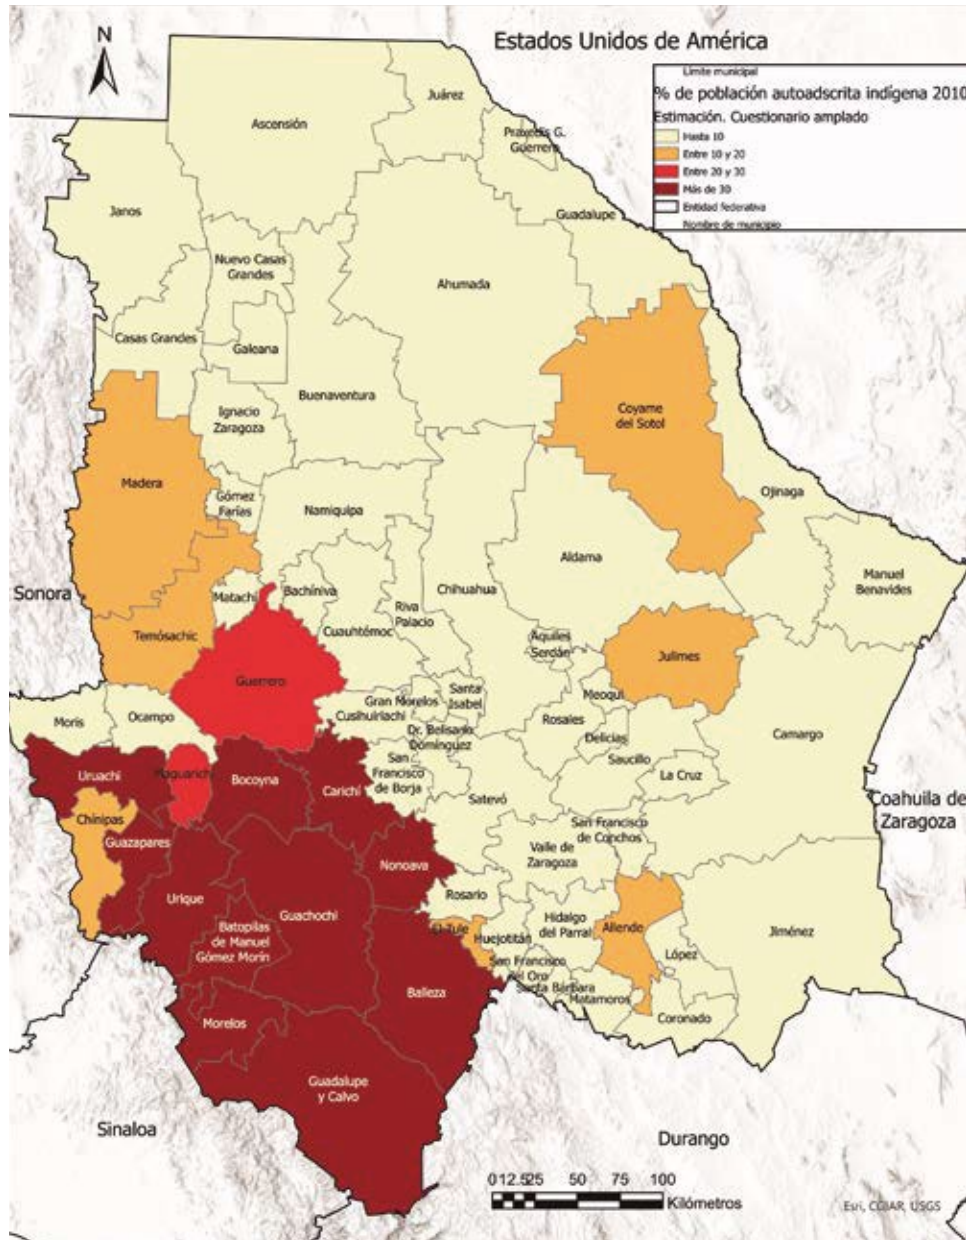 N
Estados Unidos de América
Límite municipal
% de población autoadscrita indígena 2010
Estimación. Cuestionario amplado
Hasta 10
Entre 10 y 20
Entre 20 y 30
Más de 30
Entidad federativa
Nombre de municipio
Juárez
Ascensión
Praxedis G.
Guerrero
Janos
Guadalupe
Nuevo Casas
Grandes
Ahumada
Casas Grandes
Galeana
Buenaventura
Ignacio
Zaragoza
Coyame
del Sotol
Madera
Gómez
Farías
Namiquipa
Ojinaga
Aldama
Manuel
Benavides
Sonora
Matachí
Bachíniva
Chihuahua
Riva
Palacio
Temósachic
Cuauhtémoc
Aquiles
Serdán
Julimes
Guerrero
Meoqui
Moris
Ocampo
Gran Morelos
Cusihuiriachi
Santa
Isabel
Rosales
Delicias
Camargo
Dr. Belisario
Domínguez
Uruachi
Maguarichi
Bocoyna
Carichí
San
Francisco
de Borja
Saucillo
La Cruz
Satevó
Coahuila de
Zaragoza
Chínipas
Guazapares
San Francisco
de Conchos
Valle de
Zaragoza
Nonoava
Urique
Guachochi
Rosario
Batopilas
de Manuel
Gómez Morín
El Tule
Huejotitán
Hidalgo
del Parral
Allende
Jiménez
López
San Francisco
del Oro
Santa Bárbara
Matamoros
Balleza
Coronado
Morelos
Guadalupe
y Calvo
Sinaloa
Durango
0 12.5 25 50 75 100
Kilómetros
Esri, CGIAR, USGS